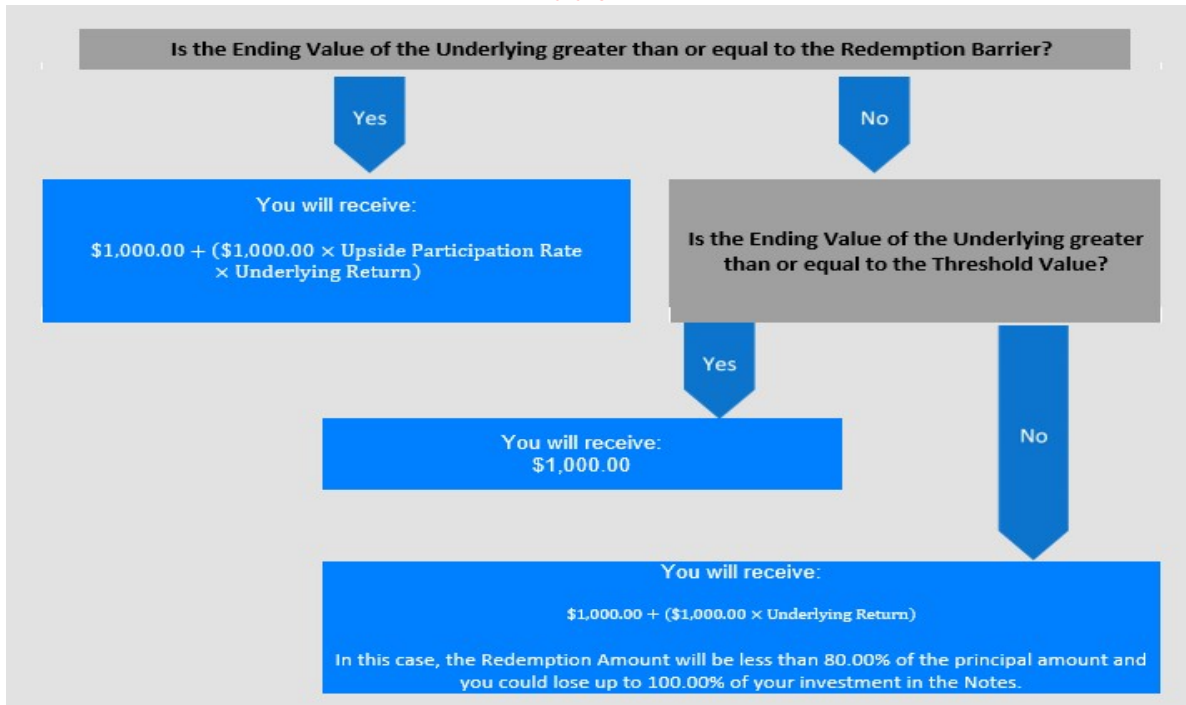 Is the Ending Value of the Underlying greater than or equal to the Redemption Barrier?
Yes
No
You will receive:
$1,000.00 + ($1,000.00 × Upside Participation Rate
× Underlying Return)
Is the Ending Value of the Underlying greater
than or equal to the Threshold Value?
Yes
No
You will receive:
$1,000.00
You will receive:
$1,000.00 + ($1,000.00 × Underlying Return)
In this case, the Redemption Amount will be less than 80.00% of the principal amount and
you could lose up to 100.00% of your investment in the Notes.